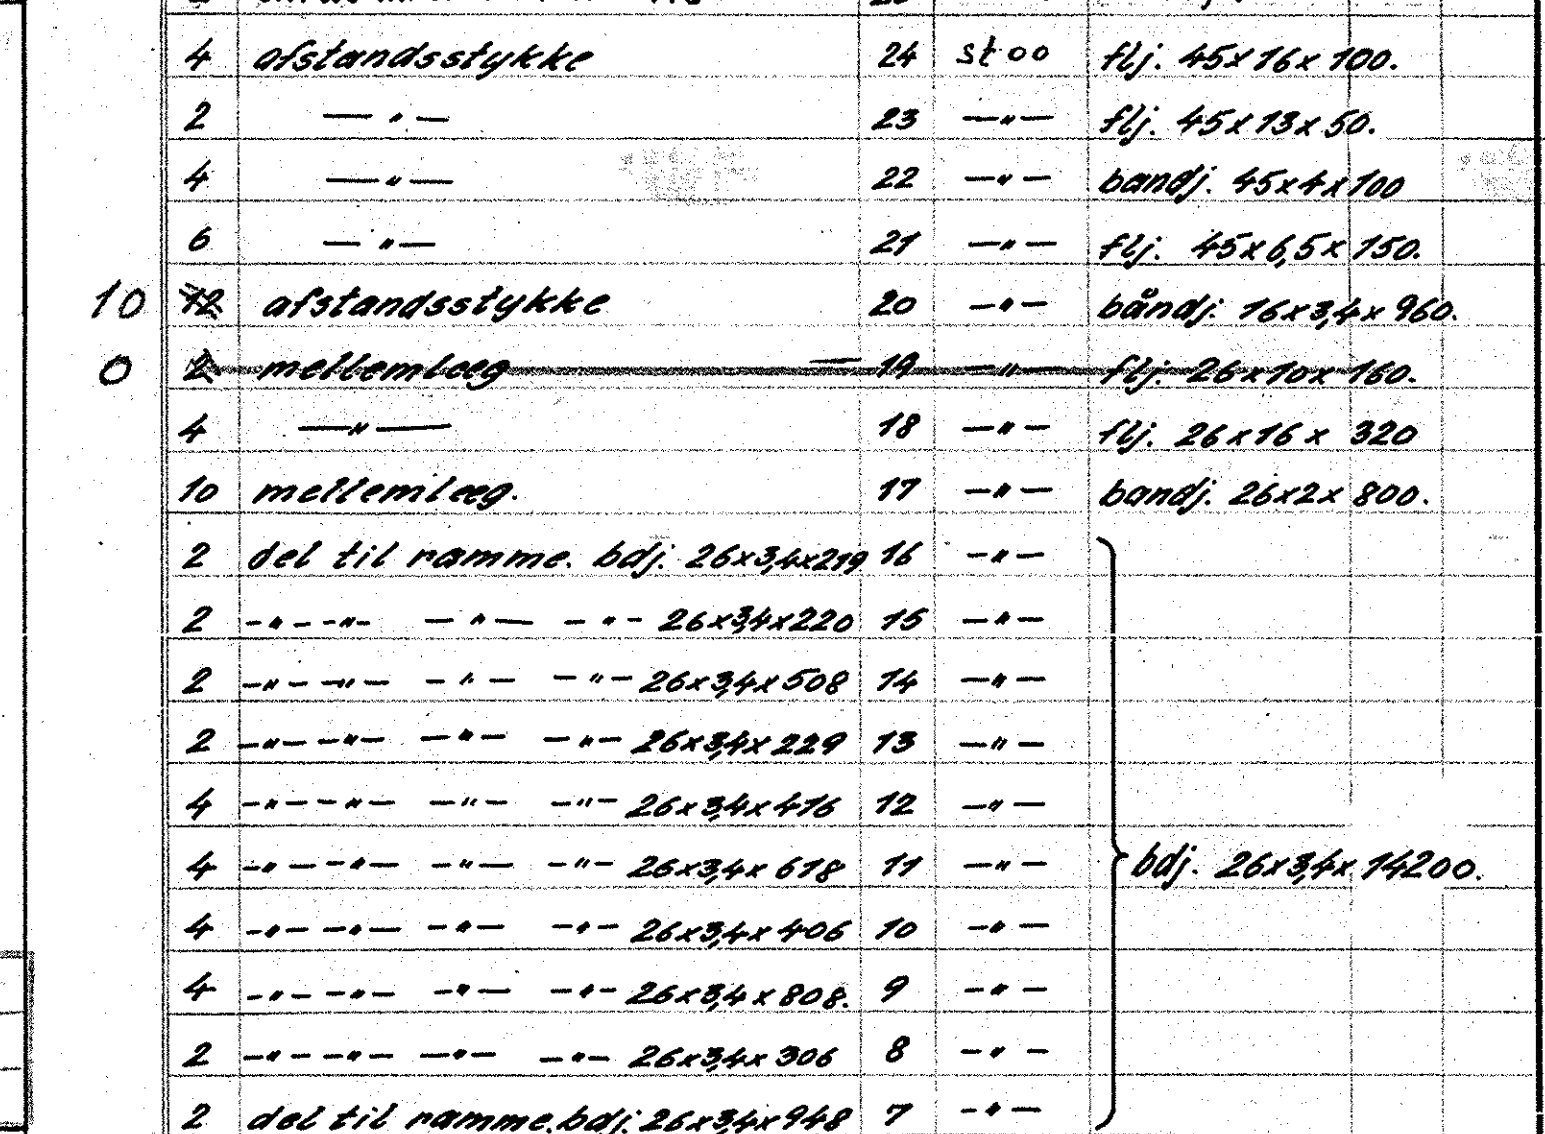 4 afstandsstykke 24 st 00 flj. 45x16x100.
2 — " — 23 — " — flj. 45x13x50.
4 — " — 22 — " — bandj. 45x4x100
6 — " — 21 — " — flj. 45x6,5x150.
10 12 afstandsstykke 20 — " — båndj. 16x3,4x960.
0 2 mellemlæg 19 — " — flj. 26x10x160.
4 — " — 18 — " — flj. 26x16x320
10 mellemlæg. 17 — " — bandj. 26x2x800.
2 del til ramme. bdj. 26x3,4x219 16 — " —
2 - " - - " - — " — - " - 26x3,4x220 15 — " —
2 - " - - " - - " - - " - 26x3,4x508 14 — " —
2 - " - - " - - " - - " - 26x3,4x229 13 — " —
4 - " - - " - - " - - " - 26x3,4x416 12 — " —
4 - " - - " - - " - - " - 26x3,4x618 11 — " — bdj. 26x3,4x14200.
4 - " - - " - - " - - " - 26x3,4x406 10 — " —
4 - " - - " - - " - - " - 26x3,4x808. 9 — " —
2 - " - - " - - " - - " - 26x3,4x306 8 — " —
2 del til ramme. bdj. 26x3,4x948 7 — " —